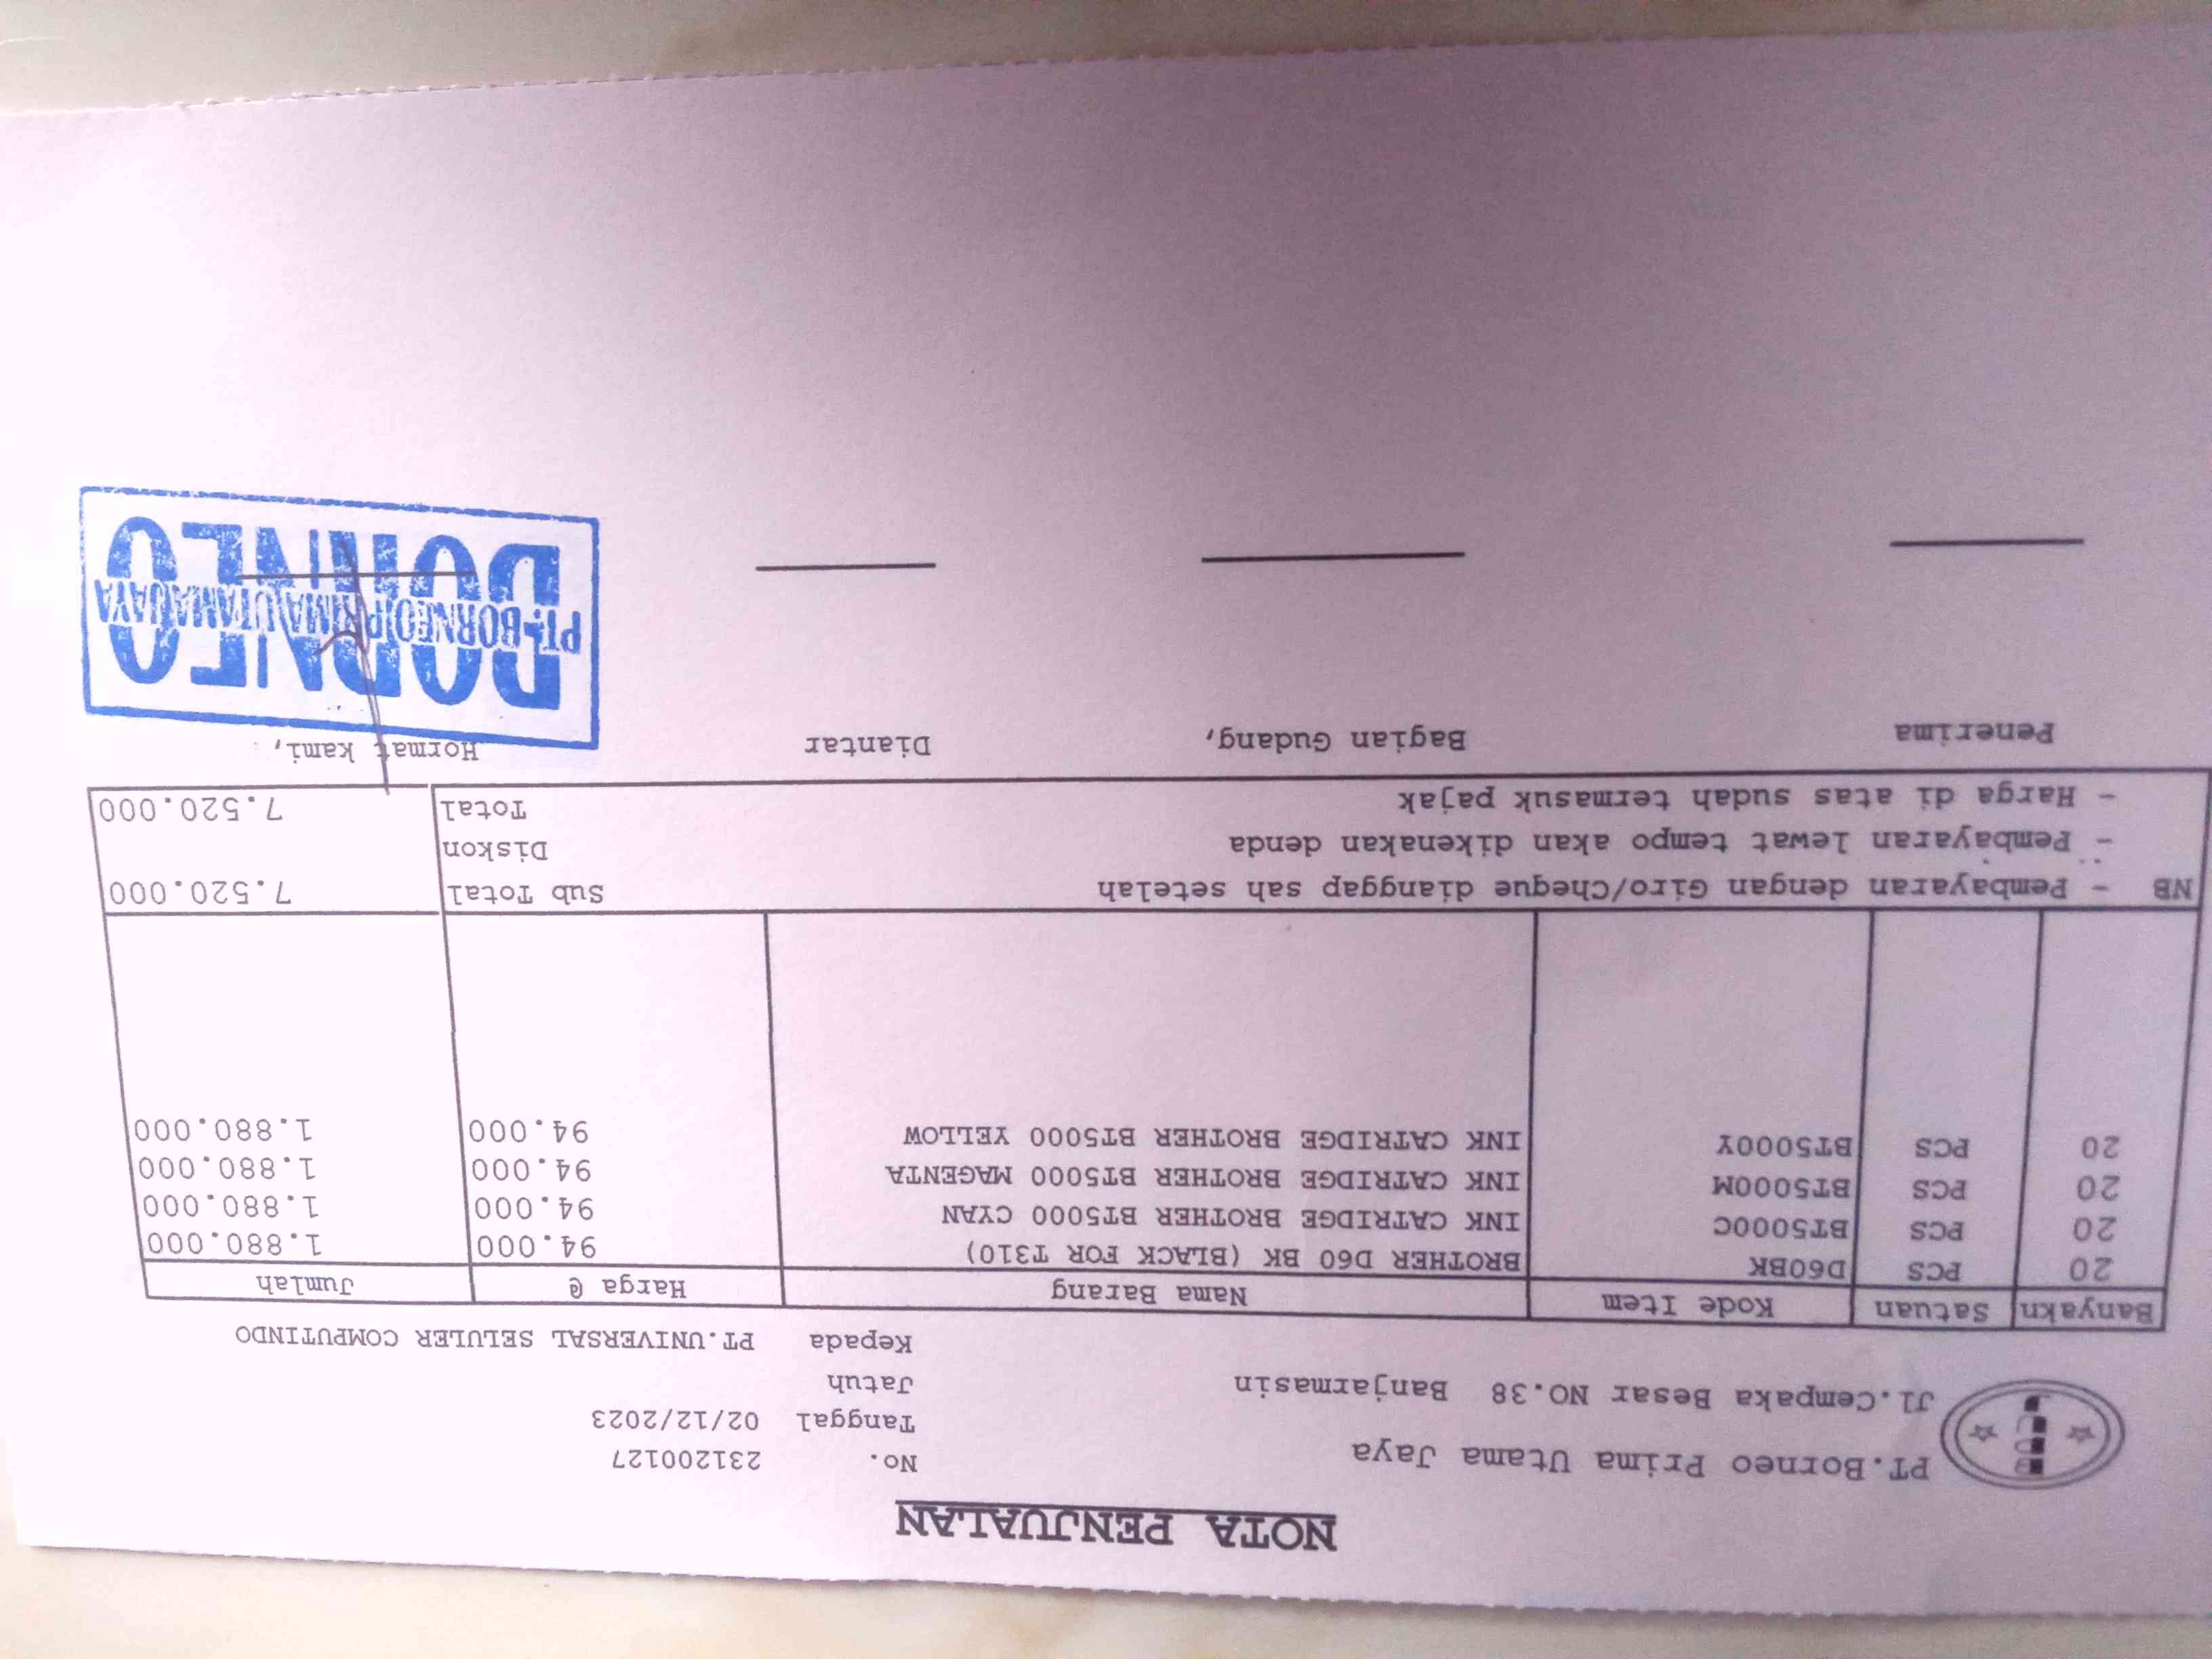 NOTA PENJUALAN
PT.Borneo Prima Utama Jaya
Jl.Cempaka Besar NO.38 Banjarmasin
No. 231200127
Tanggal 02/12/2023
Jatuh
Kepada PT.UNIVERSAL SELULER COMPUTINDO
Banyakn Satuan Kode Item Nama Barang Harga @ Jumlah
20 PCS D60BK BROTHER D60 BK (BLACK FOR T310) 94.000 1.880.000
20 PCS BT5000C INK CATRIDGE BROTHER BT5000 CYAN 94.000 1.880.000
20 PCS BT5000M INK CATRIDGE BROTHER BT5000 MAGENTA 94.000 1.880.000
20 PCS BT5000Y INK CATRIDGE BROTHER BT5000 YELLOW 94.000 1.880.000
NB - Pembayaran dengan Giro/Cheque dianggap sah setelah Sub Total 7.520.000
- Pembayaran lewat tempo akan dikenakan denda Diskon
- Harga di atas sudah termasuk pajak Total 7.520.000
Penerima Bagian Gudang, Diantar Hormat kami,
BORNEO
PT. BORNEO PRIMA UTAMA JAYA